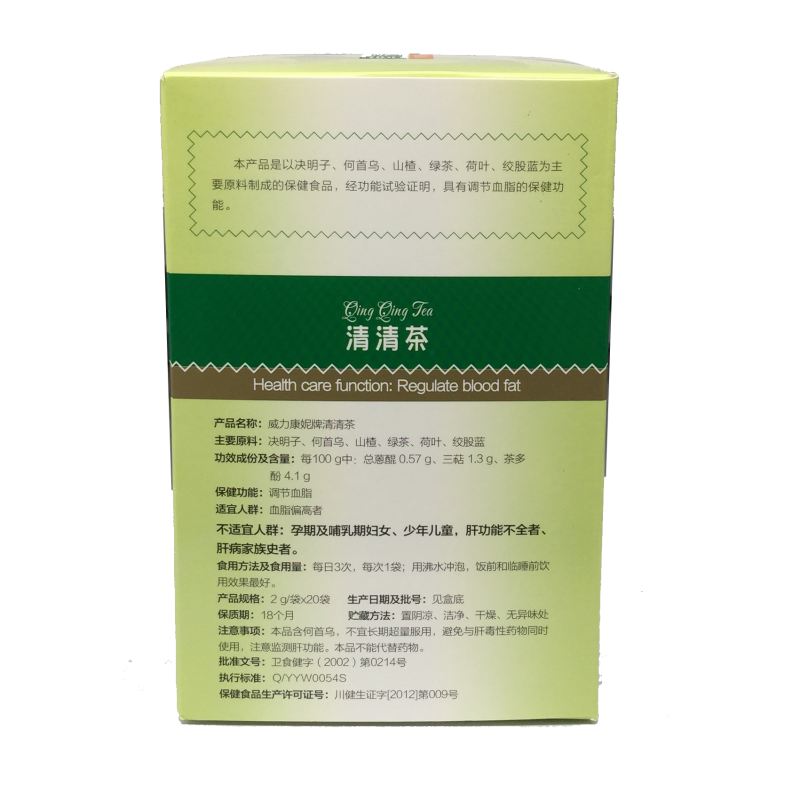 本产品是以决明子、何首乌、山楂、绿茶、荷叶、绞股蓝为主
要原料制成的保健食品，经功能试验证明，具有调节血脂的保健功
能。
Qing Qing Tea
清清茶
Health care function: Regulate blood fat
产品名称：威力康妮牌清清茶
主要原料：决明子、何首乌、山楂、绿茶、荷叶、绞股蓝
功效成份及含量：每100 g中：总蒽醌 0.57 g、三萜 1.3 g、茶多
酚 4.1 g
保健功能：调节血脂
适宜人群：血脂偏高者
不适宜人群：孕期及哺乳期妇女、少年儿童，肝功能不全者、
肝病家族史者。
食用方法及食用量：每日3次，每次1袋；用沸水冲泡，饭前和临睡前饮
用效果最好。
产品规格：2 g/袋x20袋 生产日期及批号：见盒底
保质期：18个月 贮藏方法：置阴凉、洁净、干燥、无异味处
注意事项：本品含何首乌，不宜长期超量服用，避免与肝毒性药物同时
使用，注意监测肝功能。本品不能代替药物。
批准文号：卫食健字（2002）第0214号
执行标准：Q/YYW0054S
保健食品生产许可证号：川健生证字[2012]第009号